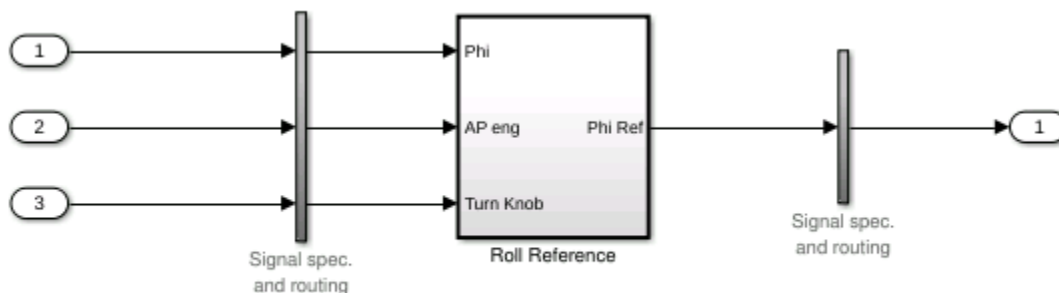 1
Phi
2
AP eng
Phi Ref
1
3
Turn Knob
Signal spec.
and routing
Roll Reference
Signal spec.
and routing